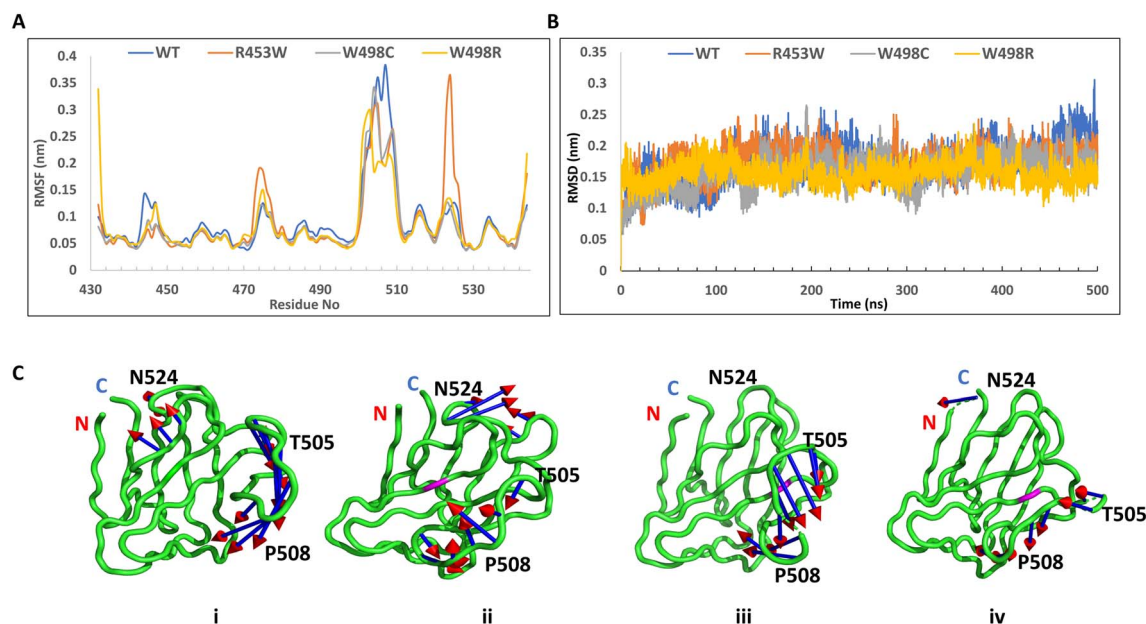 A
WT R453W W498C W498R
0.4
0.35
0.3
0.25
0.2
0.15
0.1
0.05
0
RMSF (nm)
430 450 470 490 510 530
Residue No
B
WT R453W W498C W498R
0.35
0.3
0.25
0.2
0.15
0.1
0.05
0
RMSD (nm)
0 100 200 300 400 500
Time (ns)
C
C N524
N
T505
P508
i
C N524
N
T505
P508
ii
N524
T505
P508
iii
C N524
N
T505
P508
iv